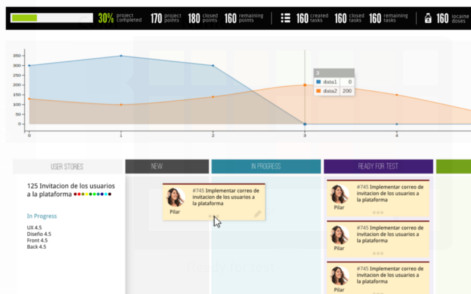 30% project completed 170 project points 180 closed points 160 remaining points 160 created tasks 160 closed tasks 160 remaining tasks 160 iocaine doses
350
300
250
200
150
100
50
0
0 1 2 3 4
3
dosa1 0
dosa2 200
USER STORIES NEW IN PROGRESS READY FOR TEST
125 Invitacion de los usuarios
a la plataforma
In Progress
UX 4.5
Diseño 4.5
Front 4.5
Back 4.5
#745 Implementar correo de
invitacion de los usuarios a
la plataforma
Pilar
#745 Implementar correo de
invitacion de los usuarios a
la plataforma
Pilar
#745 Implementar correo de
invitacion de los usuarios a
la plataforma
Pilar
#745 Implementar correo de
invitacion de los usuarios a
la plataforma